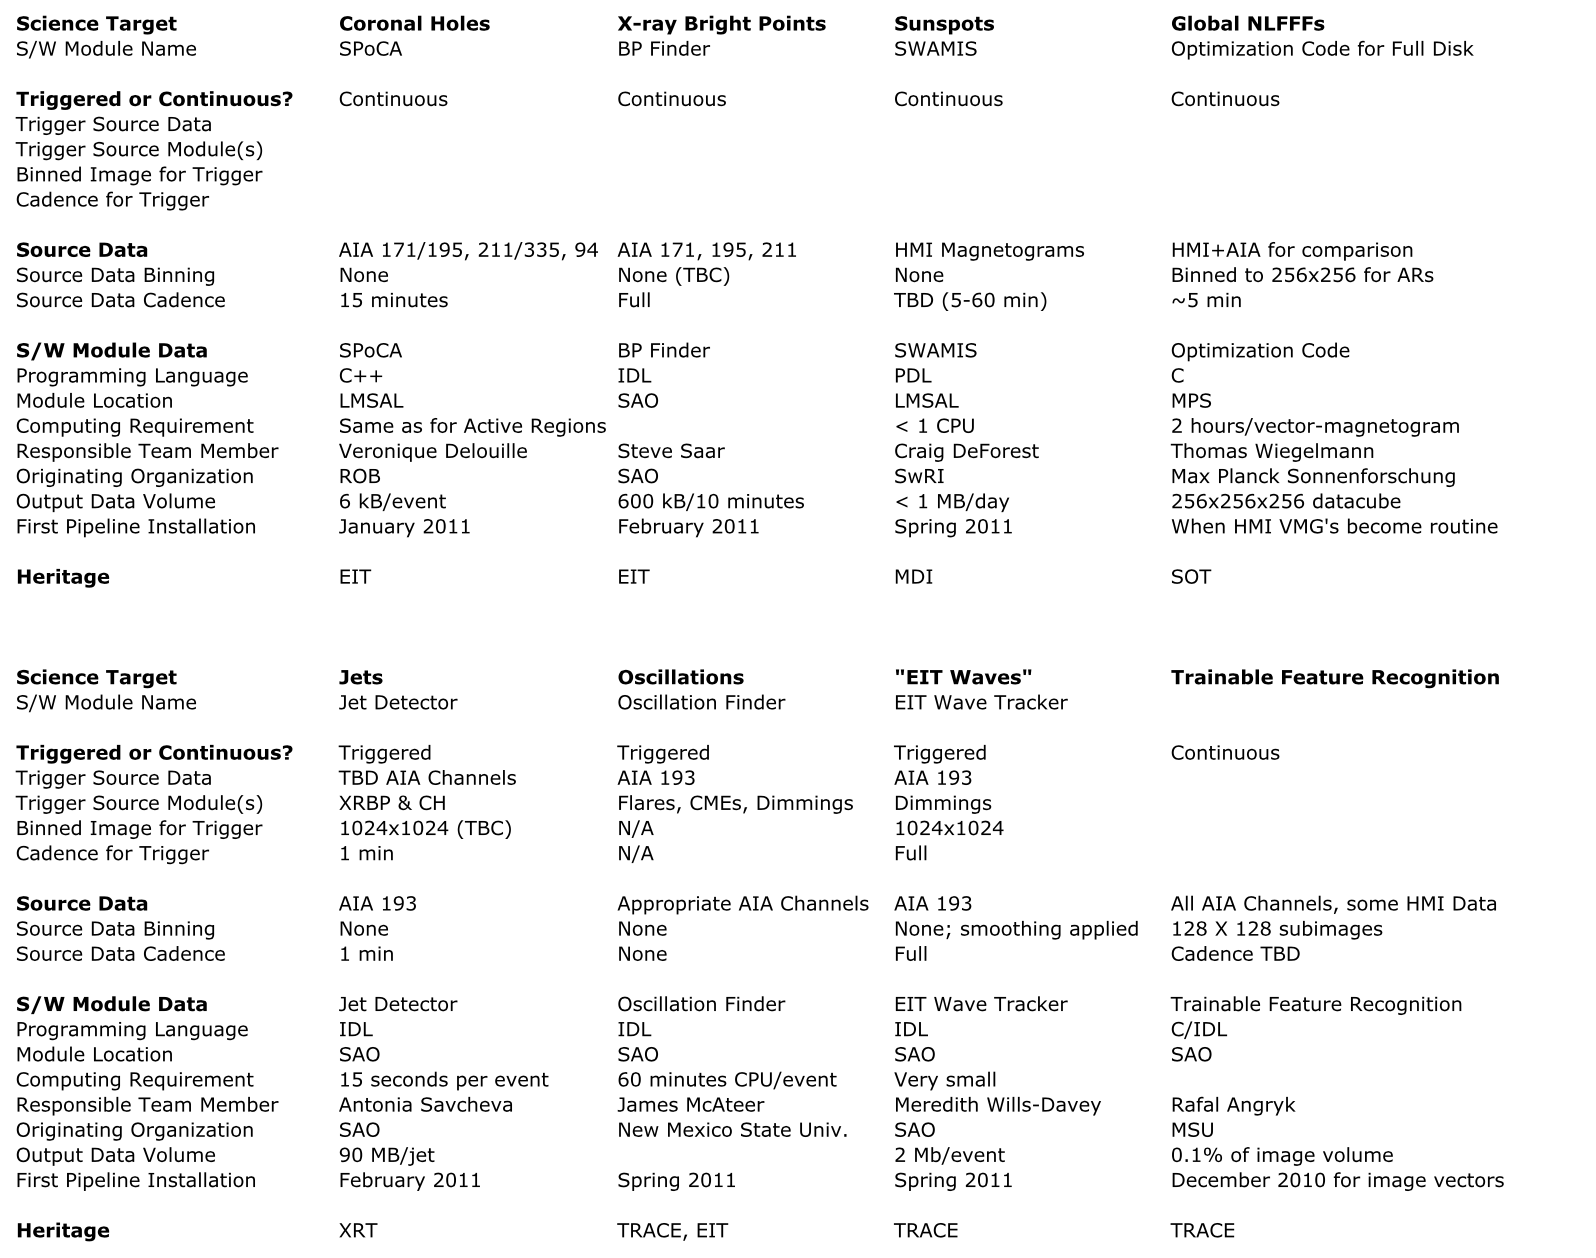 Science Target Coronal Holes X-ray Bright Points Sunspots Global NLFFFs
S/W Module Name SPoCA BP Finder SWAMIS Optimization Code for Full Disk
Triggered or Continuous? Continuous Continuous Continuous Continuous
Trigger Source Data
Trigger Source Module(s)
Binned Image for Trigger
Cadence for Trigger
Source Data AIA 171/195, 211/335, 94 AIA 171, 195, 211 HMI Magnetograms HMI+AIA for comparison
Source Data Binning None None (TBC) None Binned to 256x256 for ARs
Source Data Cadence 15 minutes Full TBD (5-60 min) ~5 min
S/W Module Data SPoCA BP Finder SWAMIS Optimization Code
Programming Language C++ IDL PDL C
Module Location LMSAL SAO LMSAL MPS
Computing Requirement Same as for Active Regions < 1 CPU 2 hours/vector-magnetogram
Responsible Team Member Veronique Delouille Steve Saar Craig DeForest Thomas Wiegelmann
Originating Organization ROB SAO SwRI Max Planck Sonnenforschung
Output Data Volume 6 kB/event 600 kB/10 minutes < 1 MB/day 256x256x256 datacube
First Pipeline Installation January 2011 February 2011 Spring 2011 When HMI VMG's become routine
Heritage EIT EIT MDI SOT
Science Target Jets Oscillations "EIT Waves" Trainable Feature Recognition
S/W Module Name Jet Detector Oscillation Finder EIT Wave Tracker
Triggered or Continuous? Triggered Triggered Triggered Continuous
Trigger Source Data TBD AIA Channels AIA 193 AIA 193
Trigger Source Module(s) XRBP & CH Flares, CMEs, Dimmings Dimmings
Binned Image for Trigger 1024x1024 (TBC) N/A 1024x1024
Cadence for Trigger 1 min N/A Full
Source Data AIA 193 Appropriate AIA Channels AIA 193 All AIA Channels, some HMI Data
Source Data Binning None None None; smoothing applied 128 X 128 subimages
Source Data Cadence 1 min None Full Cadence TBD
S/W Module Data Jet Detector Oscillation Finder EIT Wave Tracker Trainable Feature Recognition
Programming Language IDL IDL IDL C/IDL
Module Location SAO SAO SAO SAO
Computing Requirement 15 seconds per event 60 minutes CPU/event Very small
Responsible Team Member Antonia Savcheva James McAteer Meredith Wills-Davey Rafal Angryk
Originating Organization SAO New Mexico State Univ. SAO MSU
Output Data Volume 90 MB/jet 2 Mb/event 0.1% of image volume
First Pipeline Installation February 2011 Spring 2011 Spring 2011 December 2010 for image vectors
Heritage XRT TRACE, EIT TRACE TRACE